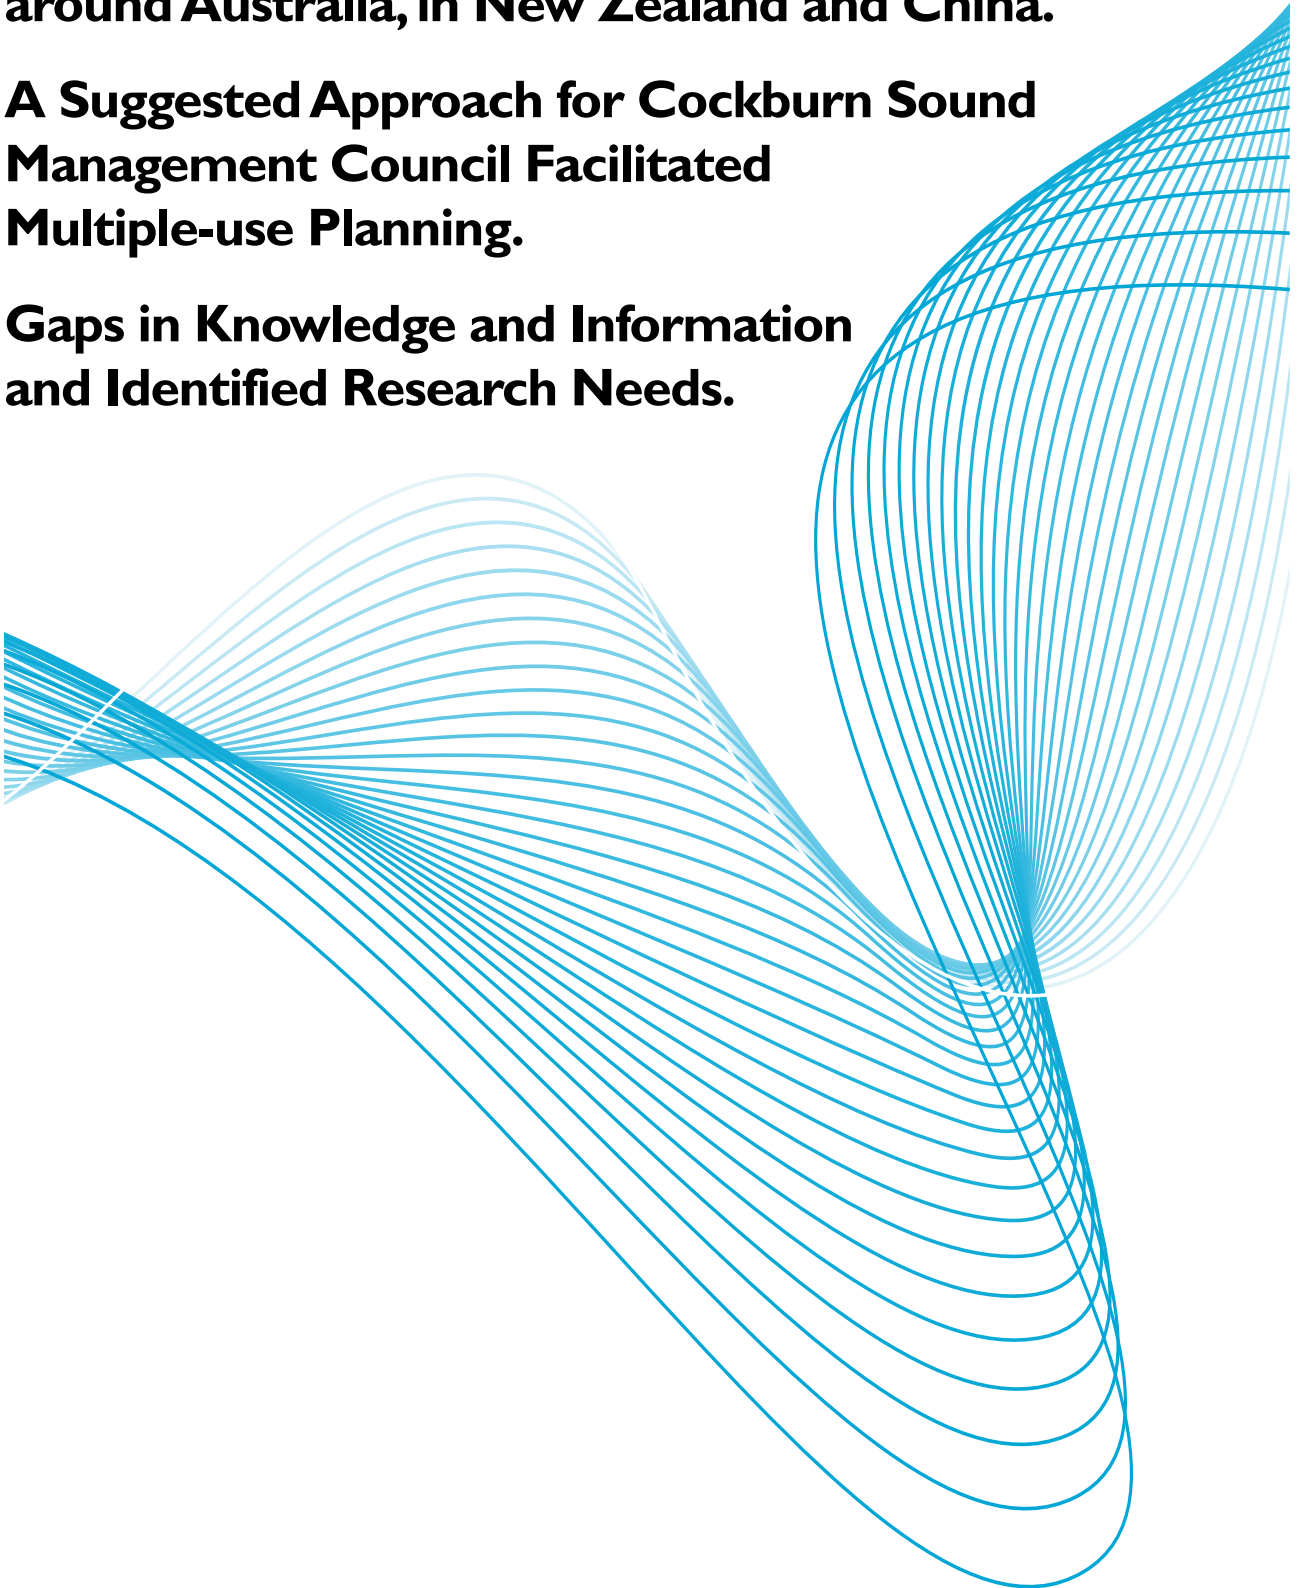 around Australia, in New Zealand and China.
A Suggested Approach for Cockburn Sound
Management Council Facilitated
Multiple-use Planning.
Gaps in Knowledge and Information
and Identified Research Needs.